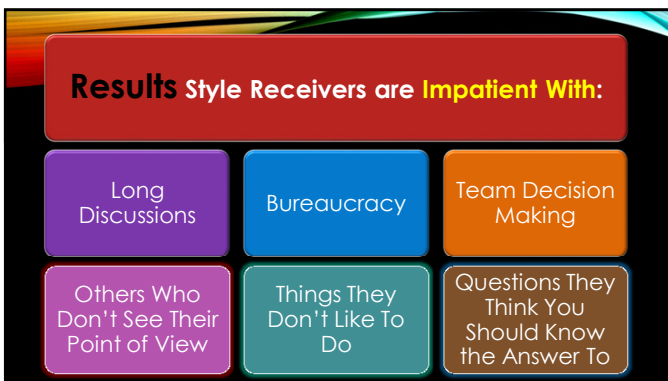 Results Style Receivers are Impatient With:
Long
Discussions
Bureaucracy
Team Decision
Making
Others Who
Don't See Their
Point of View
Things They
Don't Like To
Do
Questions They
Think You
Should Know
the Answer To